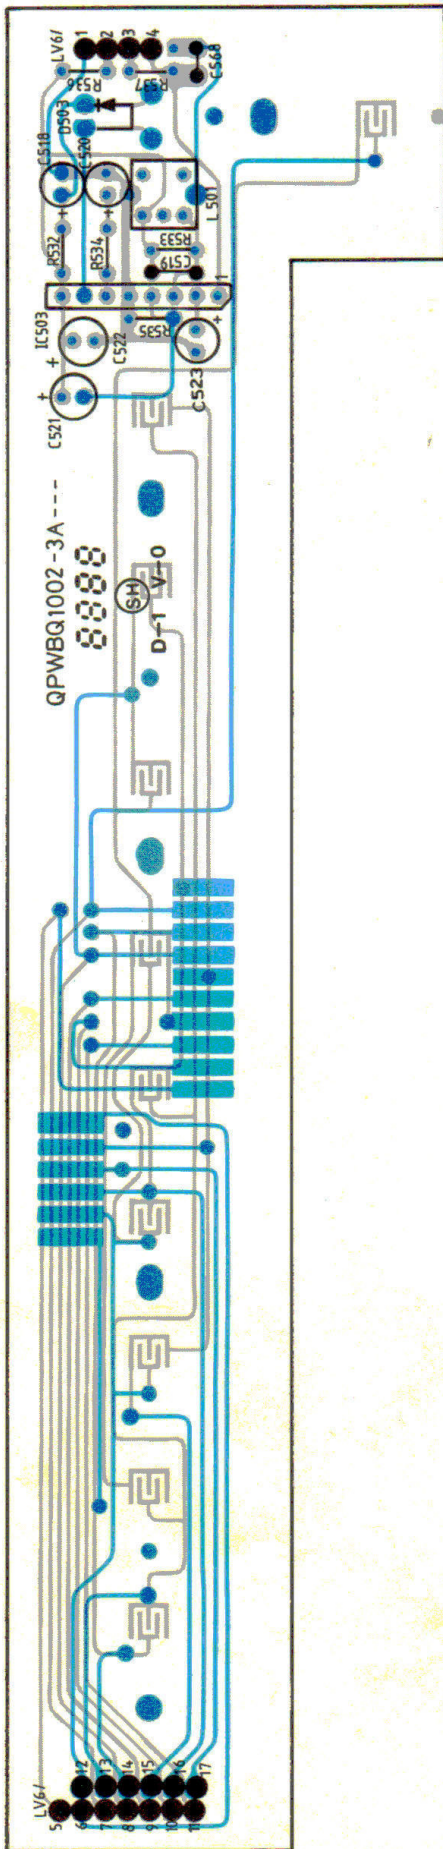 LV6/
1
2
3
4
R536
R537
C568
D503
C518
C520
+
+
L501
R532
R534
R533
C519
1
IC503
+
C522
R535
+
C523
+
C521
QPWBQ1002-3A---
8888
SH
V-0
D-1
LV6/
5
6
7
8
9
10
11
12
13
14
15
16
17